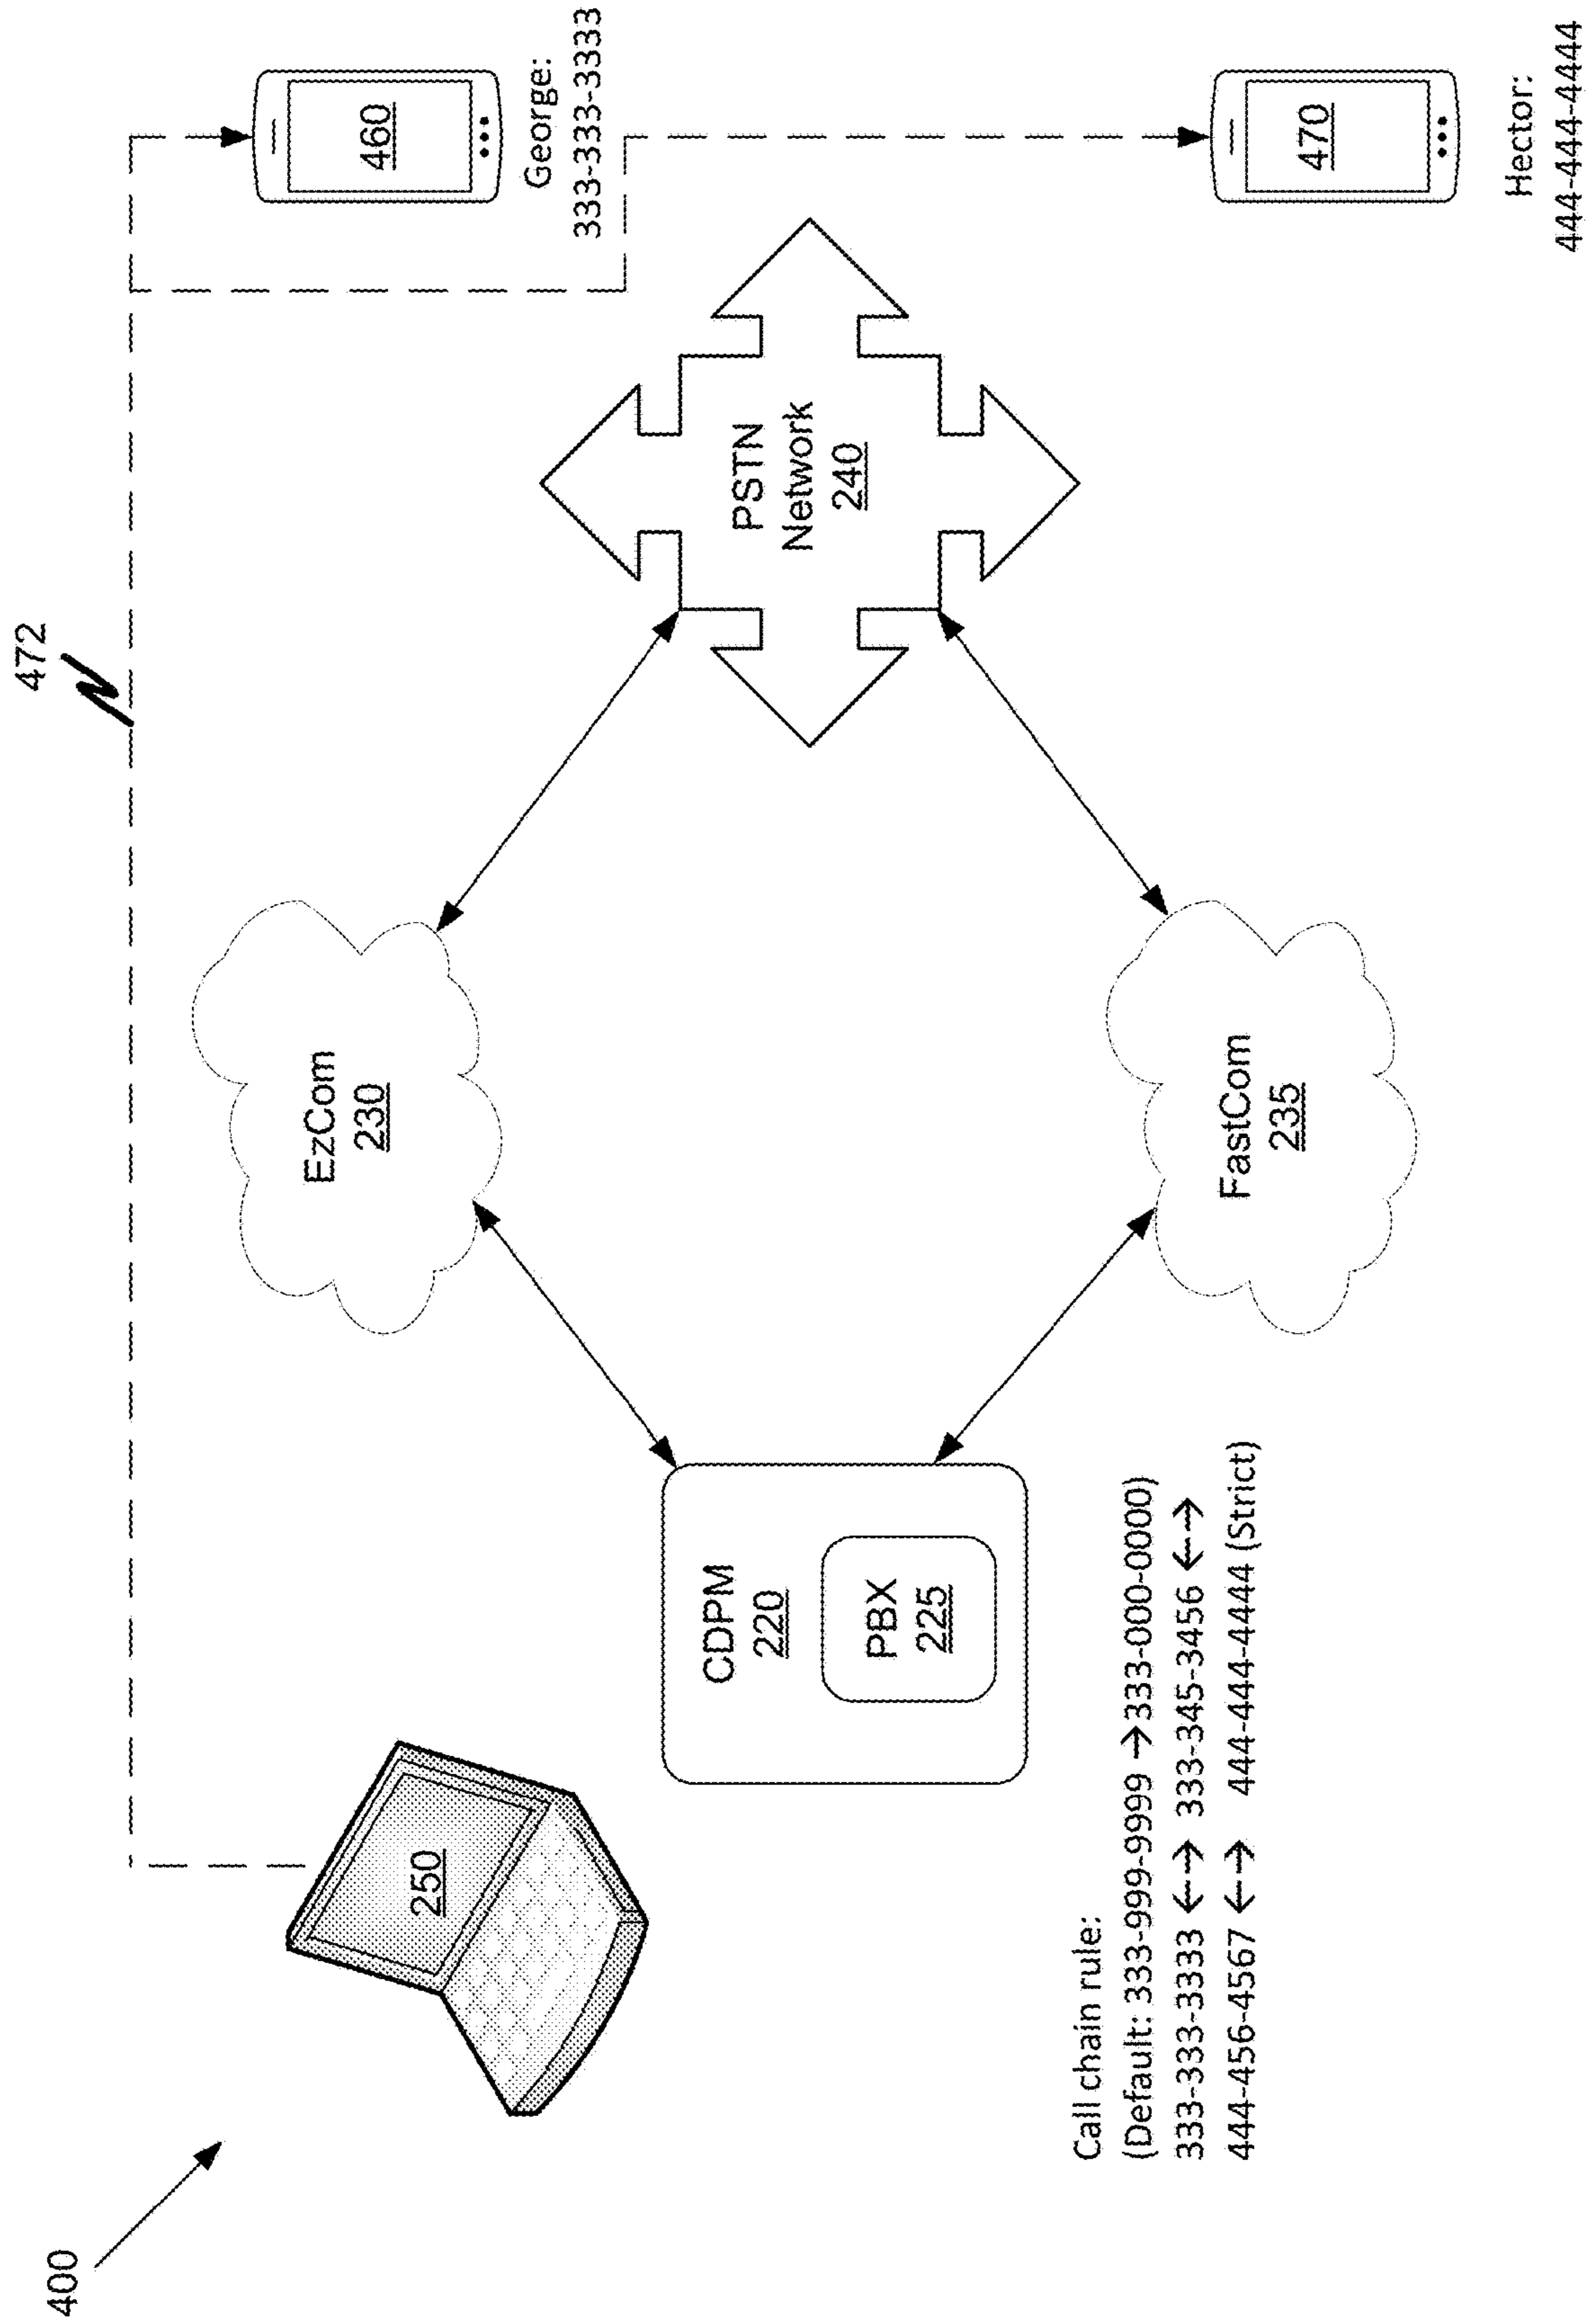 400
472
250
EzCom
230
George:
333-333-3333
460
CDPM
220
PBX
225
PSTN
Network
240
Call chain rule:
(Default: 333-999-9999 →333-000-0000)
333-333-3333 ←→ 333-345-3456 ←→
444-456-4567 ←→ 444-444-4444 (Strict)
FastCom
235
470
Hector:
444-444-4444